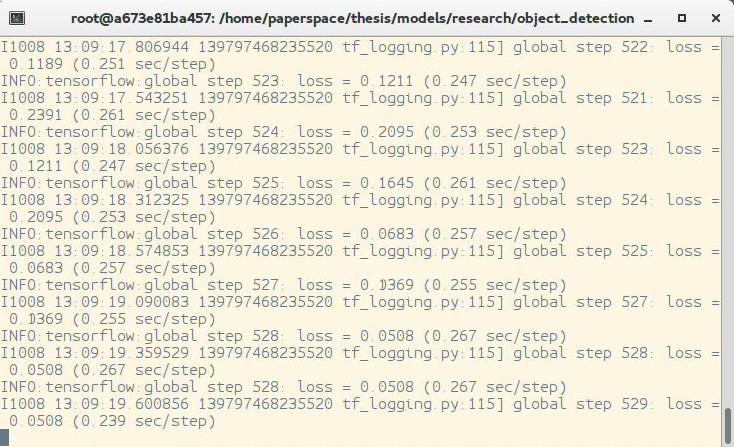 root@a673e81ba457: /home/paperspace/thesis/models/research/object_detection
I1008 13:09:17.806944 139797468235520 tf_logging.py:115] global step 522: loss =
 0.1189 (0.251 sec/step)
INFO:tensorflow:global step 523: loss = 0.1211 (0.247 sec/step)
I1008 13:09:17.543251 139797468235520 tf_logging.py:115] global step 521: loss =
 0.2391 (0.261 sec/step)
INFO:tensorflow:global step 524: loss = 0.2095 (0.253 sec/step)
I1008 13:09:18.056376 139797468235520 tf_logging.py:115] global step 523: loss =
 0.1211 (0.247 sec/step)
INFO:tensorflow:global step 525: loss = 0.1645 (0.261 sec/step)
I1008 13:09:18.312325 139797468235520 tf_logging.py:115] global step 524: loss =
 0.2095 (0.253 sec/step)
INFO:tensorflow:global step 526: loss = 0.0683 (0.257 sec/step)
I1008 13:09:18.574853 139797468235520 tf_logging.py:115] global step 525: loss =
 0.0683 (0.257 sec/step)
INFO:tensorflow:global step 527: loss = 0.1369 (0.255 sec/step)
I1008 13:09:19.090083 139797468235520 tf_logging.py:115] global step 527: loss =
 0.1369 (0.255 sec/step)
INFO:tensorflow:global step 528: loss = 0.0508 (0.267 sec/step)
I1008 13:09:19.359529 139797468235520 tf_logging.py:115] global step 528: loss =
 0.0508 (0.267 sec/step)
INFO:tensorflow:global step 528: loss = 0.0508 (0.267 sec/step)
I1008 13:09:19.600856 139797468235520 tf_logging.py:115] global step 529: loss =
 0.0508 (0.239 sec/step)